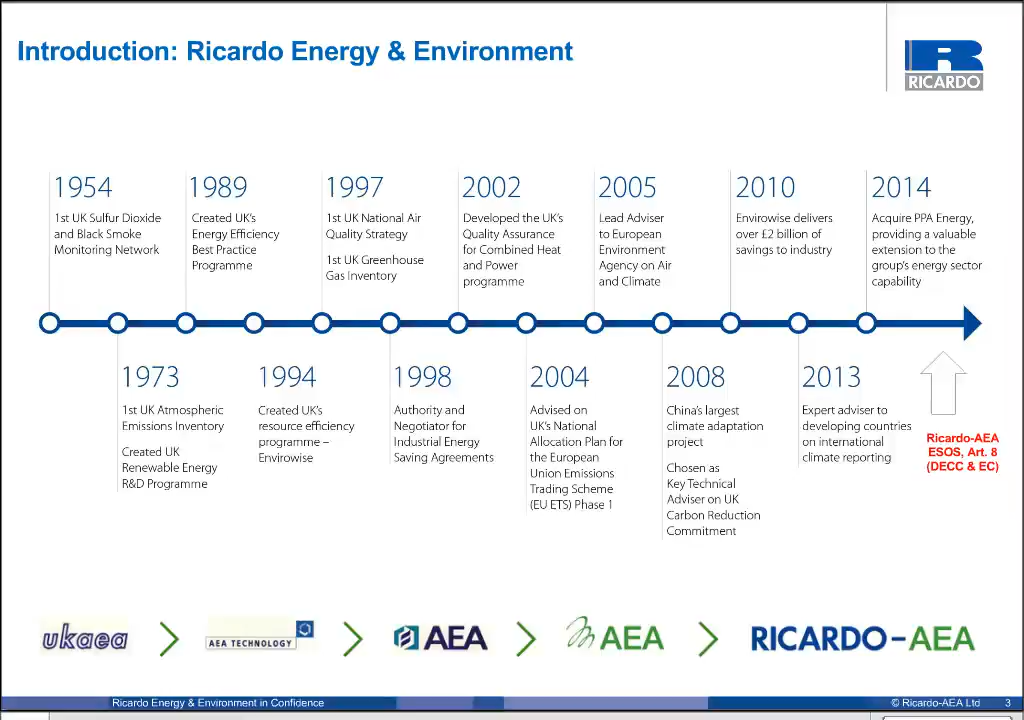 Introduction: Ricardo Energy & Environment
RICARDO
1954
1st UK Sulfur Dioxide
and Black Smoke
Monitoring Network
1989
Created UK's
Energy Efficiency
Best Practice
Programme
1997
1st UK National Air
Quality Strategy
1st UK Greenhouse
Gas Inventory
2002
Developed the UK's
Quality Assurance
for Combined Heat
and Power
programme
2005
Lead Adviser
to European
Environment
Agency on Air
and Climate
2010
Envirowise delivers
over £2 billion of
savings to industry
2014
Acquire PPA Energy,
providing a valuable
extension to the
group's energy sector
capability
1973
1st UK Atmospheric
Emissions Inventory
Created UK
Renewable Energy
R&D Programme
1994
Created UK's
resource efficiency
programme –
Envirowise
1998
Authority and
Negotiator for
Industrial Energy
Saving Agreements
2004
Advised on
UK's National
Allocation Plan for
the European
Union Emissions
Trading Scheme
(EU ETS) Phase 1
2008
China's largest
climate adaptation
project
Chosen as
Key Technical
Adviser on UK
Carbon Reduction
Commitment
2013
Expert adviser to
developing countries
on international
climate reporting
Ricardo-AEA
ESOS, Art. 8
(DECC & EC)
ukaea
AEA TECHNOLOGY
AEA
AEA
RICARDO-AEA
Ricardo Energy & Environment in Confidence
© Ricardo-AEA Ltd
3